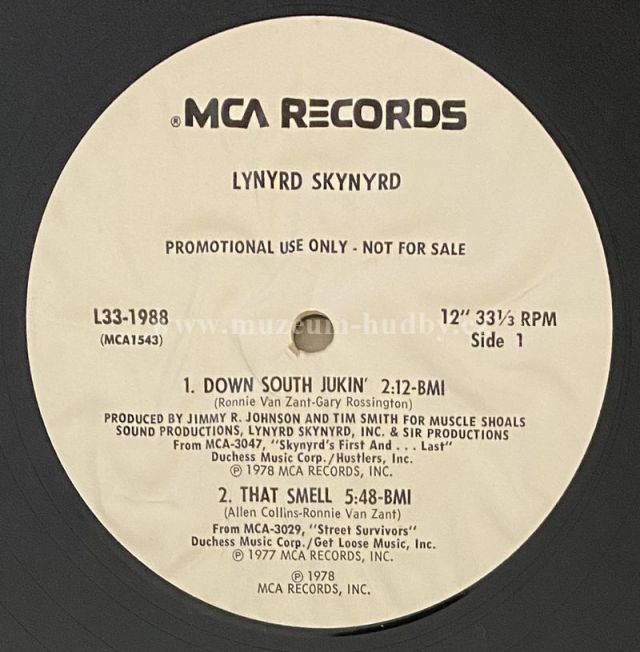 ® MCA RECORDS
LYNYRD SKYNYRD
PROMOTIONAL USE ONLY - NOT FOR SALE
L33-1988
(MCA1543)
12" 33⅓ RPM
Side 1
www.muzeum-hudby.
1. DOWN SOUTH JUKIN' 2:12-BMI
(Ronnie Van Zant-Gary Rossington)
PRODUCED BY JIMMY R. JOHNSON AND TIM SMITH FOR MUSCLE SHOALS
SOUND PRODUCTIONS, LYNYRD SKYNYRD, INC. & SIR PRODUCTIONS
From MCA-3047, "Skynyrd's First And . . . Last"
Duchess Music Corp./Hustlers, Inc.
℗ 1978 MCA RECORDS, INC.
2. THAT SMELL 5:48-BMI
(Allen Collins-Ronnie Van Zant)
From MCA-3029, "Street Survivors"
Duchess Music Corp./Get Loose Music, Inc.
℗ 1977 MCA RECORDS, INC.
℗ 1978
MCA RECORDS, INC.